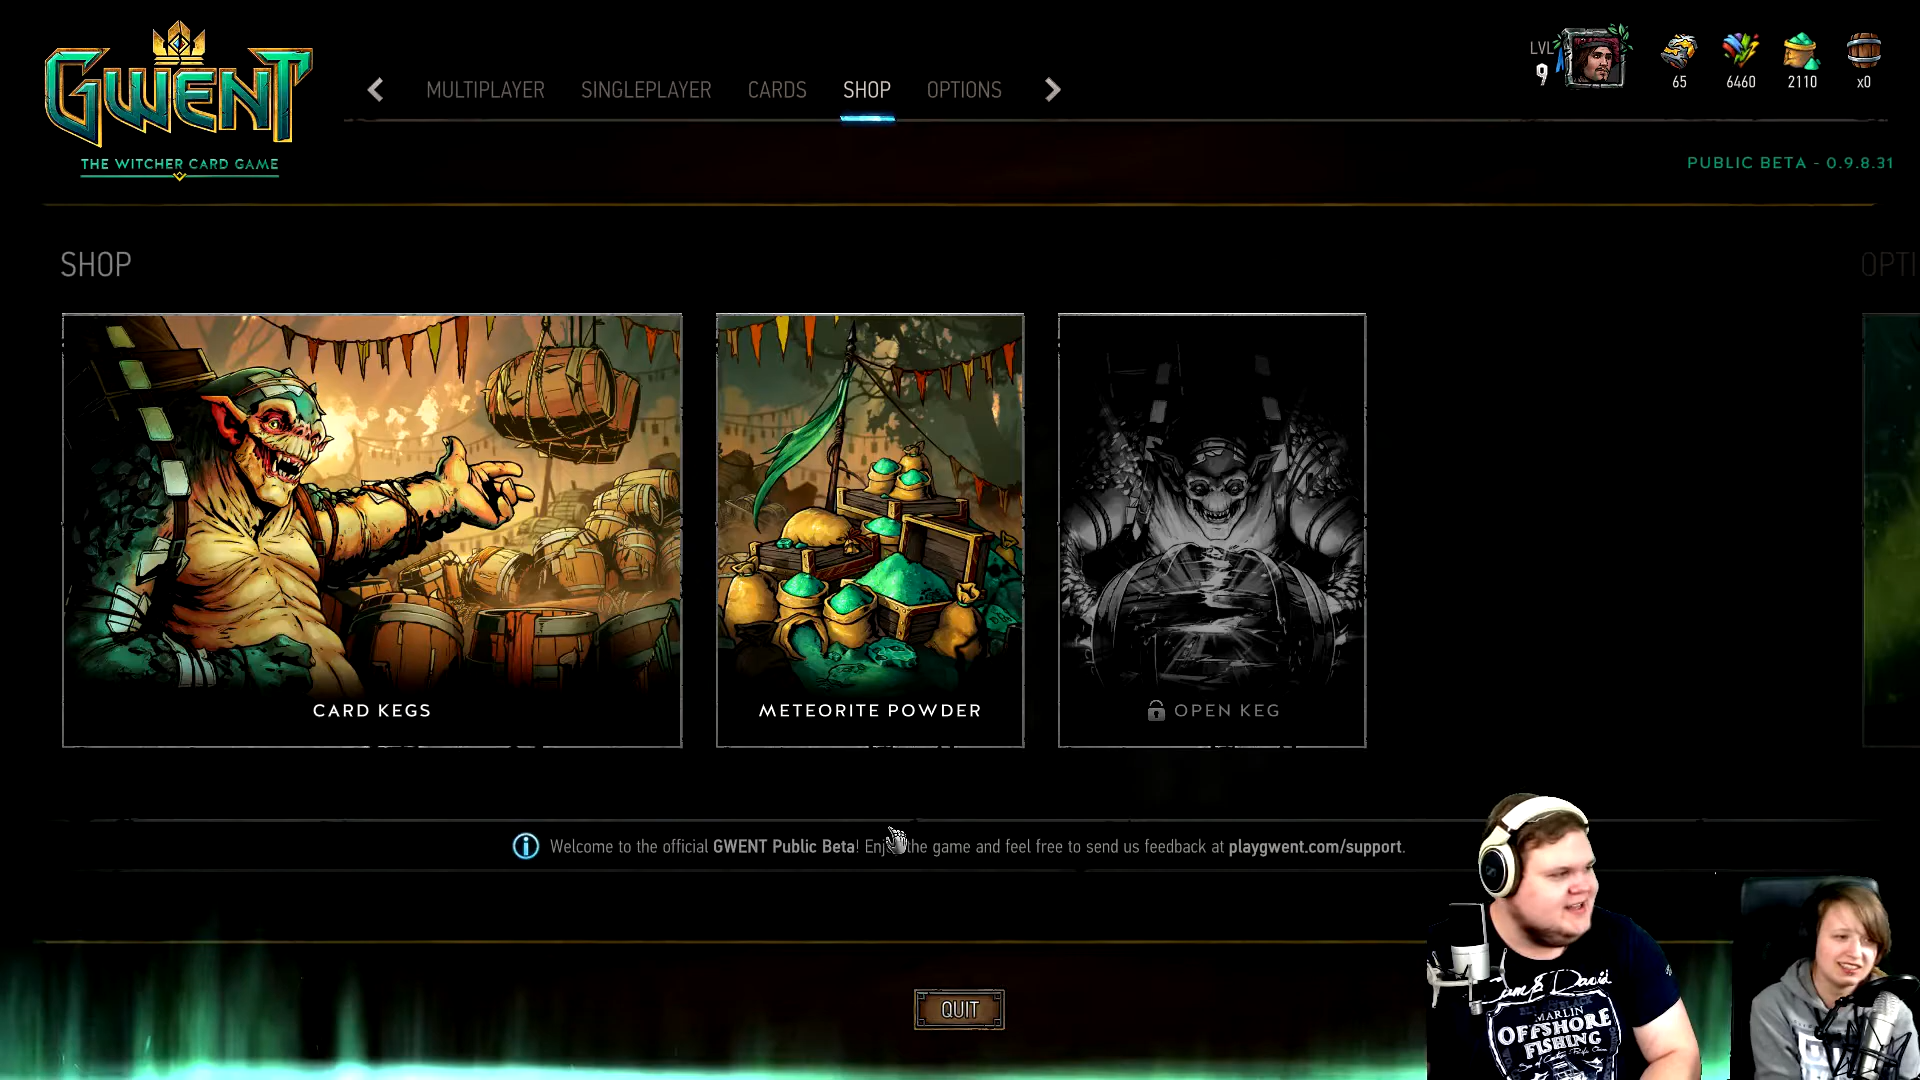 GWENT
THE WITCHER CARD GAME
MULTIPLAYER
SINGLEPLAYER
CARDS
SHOP
OPTIONS
LVL
9
65
6460
2110
x0
PUBLIC BETA - 0.9.8.31
SHOP
OPTI
CARD KEGS
METEORITE POWDER
OPEN KEG
Welcome to the official GWENT Public Beta! Enj the game and feel free to send us feedback at playgwent.com/support.
QUIT
MARLIN
OFFSHORE
FISHING